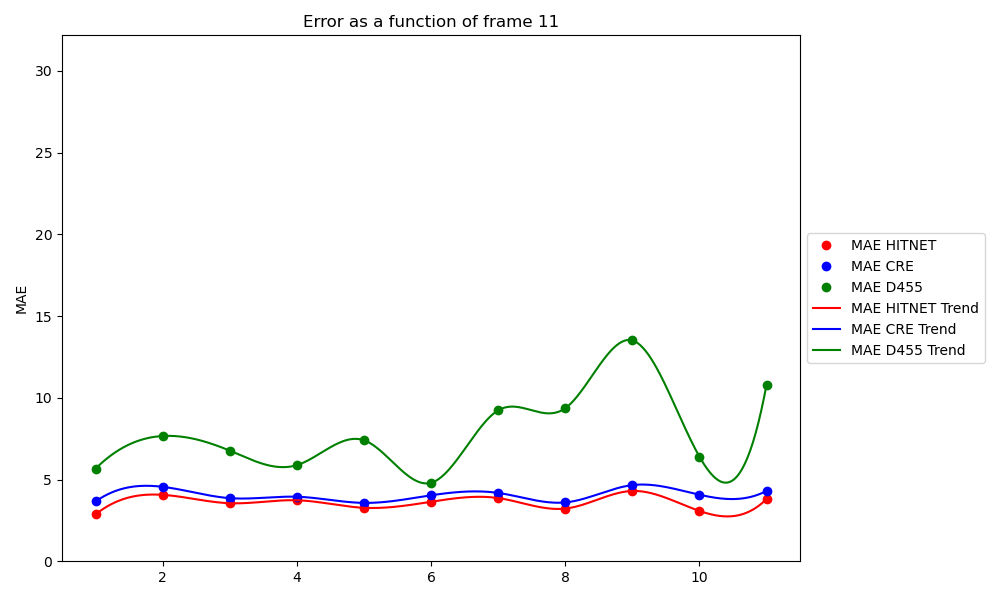 Error as a function of frame 11
MAE
30
25
20
15
10
5
0
2
4
6
8
10
MAE HITNET
MAE CRE
MAE D455
MAE HITNET Trend
MAE CRE Trend
MAE D455 Trend